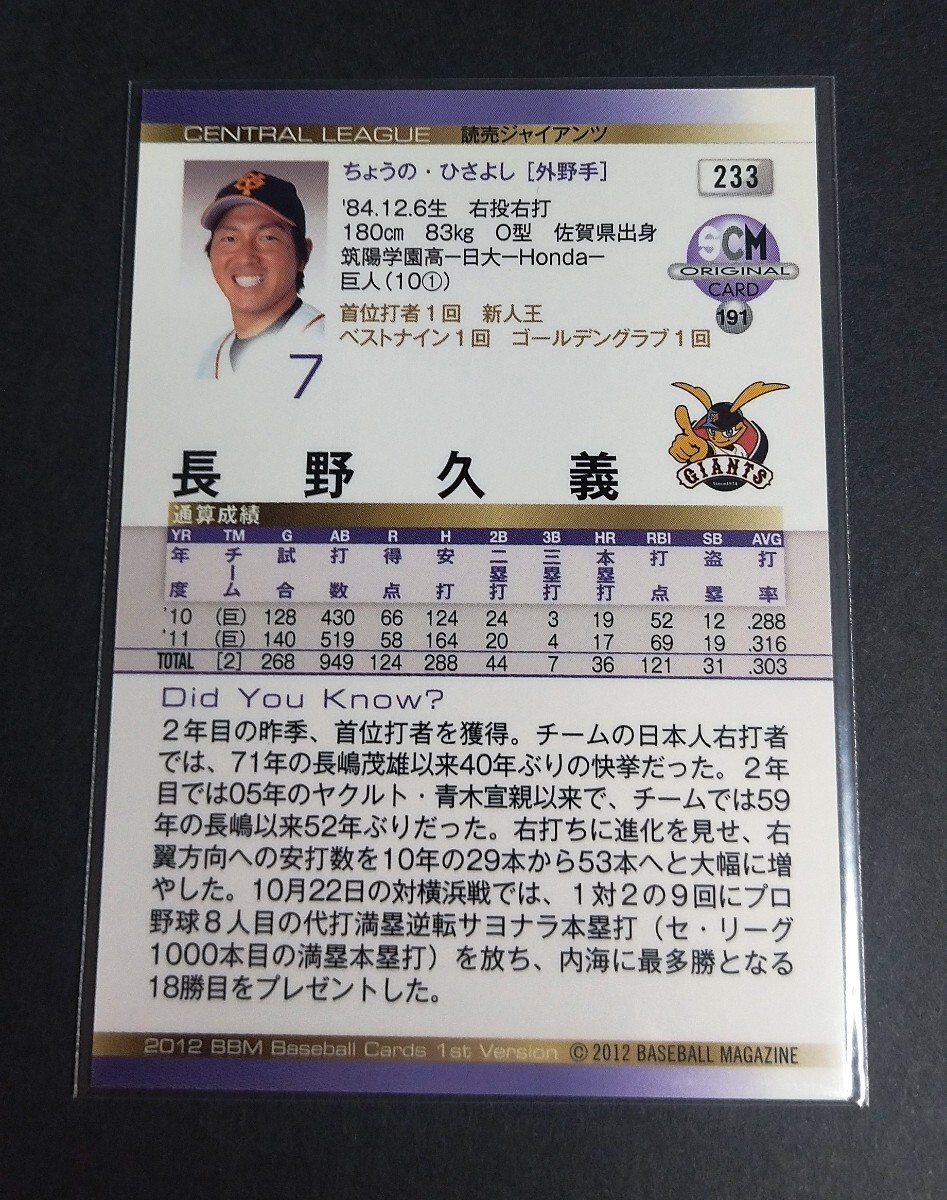 CENTRAL LEAGUE 読売ジャイアンツ
ちょうの・ひさよし [外野手]
233
'84.12.6生 右投右打
180cm 83kg O型 佐賀県出身
筑陽学園高ー日大ーHondaー
巨人(10①)
首位打者1回 新人王
ベストナイン1回 ゴールデングラブ1回
SCM
ORIGINAL
CARD
191
7
GIANTS
長野久義
通算成績
YR TM G AB R H 2B 3B HR RBI SB AVG
年度 チーム 試合 打数 得点 安打 二塁打 三塁打 本塁打 打点 盗塁 打率
'10 (巨) 128 430 66 124 24 3 19 52 12 .288
'11 (巨) 140 519 58 164 20 4 17 69 19 .316
TOTAL [2] 268 949 124 288 44 7 36 121 31 .303
Did You Know?
2年目の昨季、首位打者を獲得。チームの日本人右打者
では、71年の長嶋茂雄以来40年ぶりの快挙だった。2年
目では05年のヤクルト・青木宣親以来で、チームでは59
年の長嶋以来52年ぶりだった。右打ちに進化を見せ、右
翼方向への安打数を10年の29本から53本へと大幅に増
やした。10月22日の対横浜戦では、1対2の9回にプロ
野球8人目の代打満塁逆転サヨナラ本塁打(セ・リーグ
1000本目の満塁本塁打)を放ち、内海に最多勝となる
18勝目をプレゼントした。
2012 BBM Baseball Cards 1st Version © 2012 BASEBALL MAGAZINE